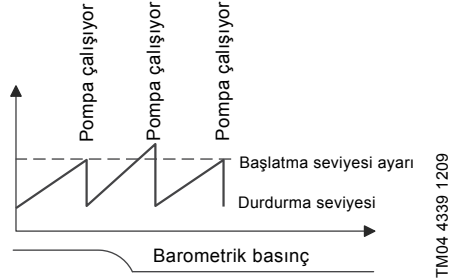 Pompa çalışıyor
Pompa çalışıyor
Pompa çalışıyor
Başlatma seviyesi ayarı
Durdurma seviyesi
Barometrik basınç
TM04 4339 1209